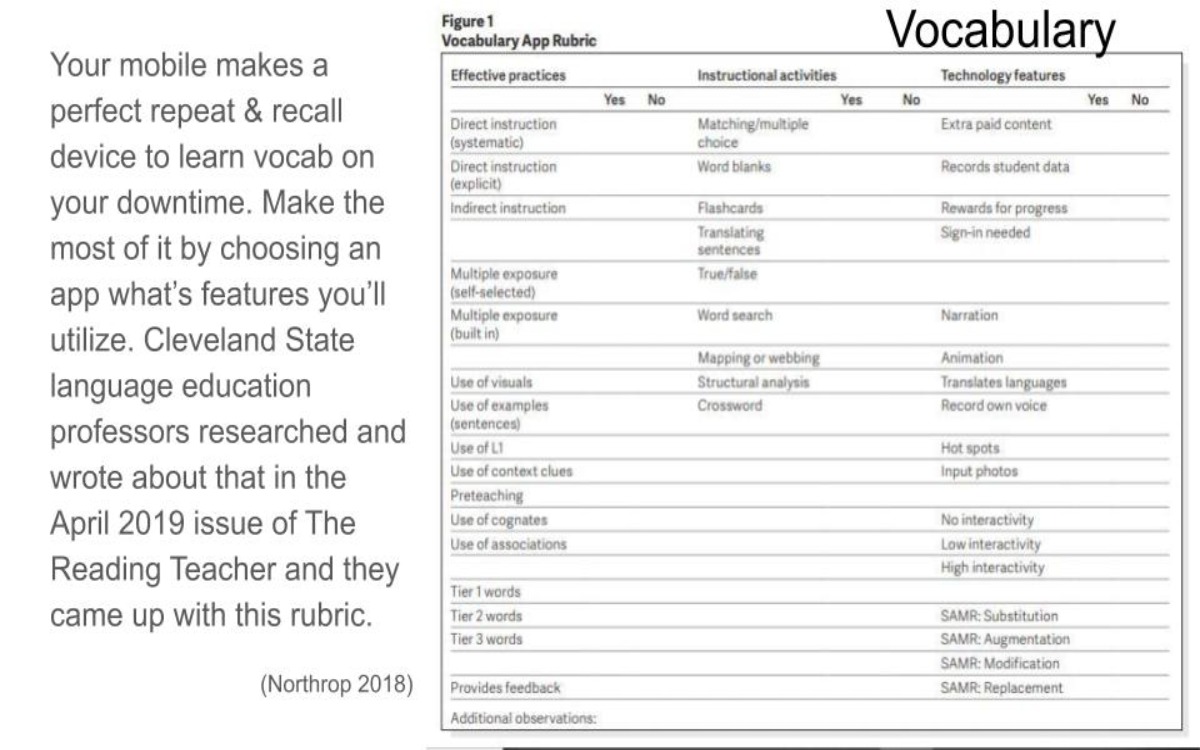 Vocabulary
Your mobile makes a
perfect repeat & recall
device to learn vocab on
your downtime. Make the
most of it by choosing an
app what’s features you’ll
utilize. Cleveland State
language education
professors researched and
wrote about that in the
April 2019 issue of The
Reading Teacher and they
came up with this rubric.
(Northrop 2018)
Figure 1
Vocabulary App Rubric
Effective practices Instructional activities Technology features
Yes No Yes No Yes No
Direct instruction Matching/multiple Extra paid content
(systematic) choice
Direct instruction Word blanks Records student data
(explicit)
Indirect instruction Flashcards Rewards for progress
Translating Sign-in needed
sentences
Multiple exposure True/false
(self-selected)
Multiple exposure Word search Narration
(built in)
Mapping or webbing Animation
Use of visuals Structural analysis Translates languages
Use of examples Crossword Record own voice
(sentences)
Use of L1 Hot spots
Use of context clues Input photos
Preteaching
Use of cognates No interactivity
Use of associations Low interactivity
High interactivity
Tier 1 words
Tier 2 words SAMR: Substitution
Tier 3 words SAMR: Augmentation
SAMR: Modification
Provides feedback SAMR: Replacement
Additional observations: